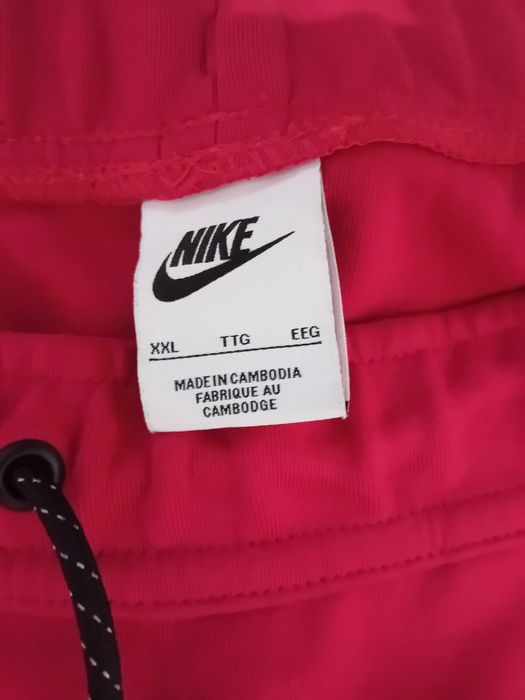 NIKE
XXL TTG EEG
MADE IN CAMBODIA
FABRIQUE AU
CAMBODGE